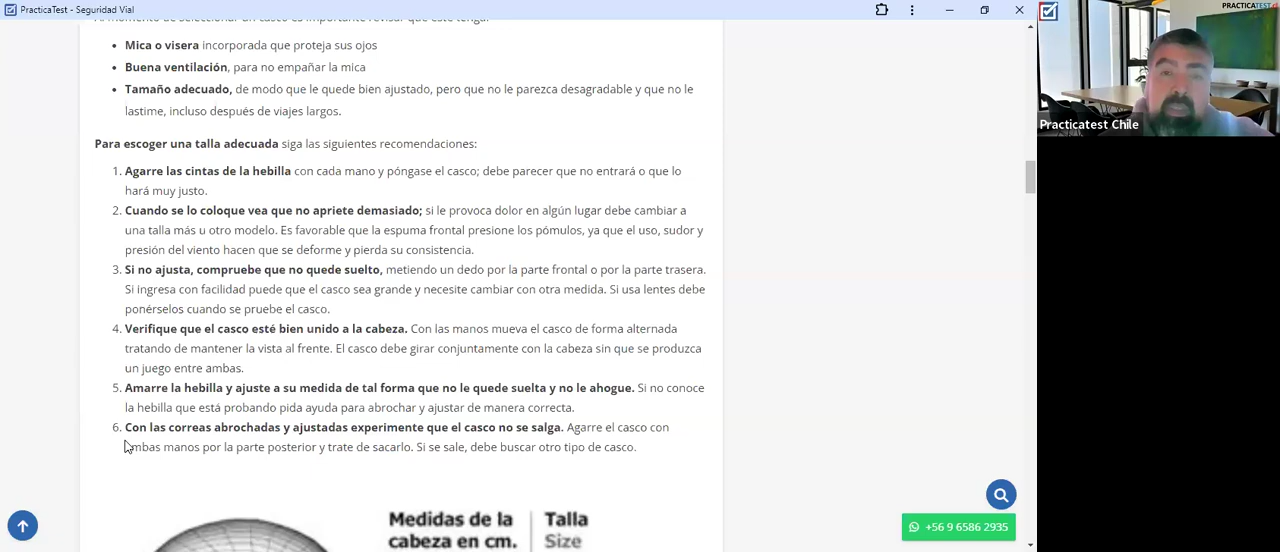 PracticaTest - Seguridad Vial
Al momento de seleccionar un casco es importante revisar que este tenga:
Mica o visera incorporada que proteja sus ojos
Buena ventilación, para no empañar la mica
Tamaño adecuado, de modo que le quede bien ajustado, pero que no le parezca desagradable y que no le
lastime, incluso después de viajes largos.
Para escoger una talla adecuada siga las siguientes recomendaciones:
1. Agarre las cintas de la hebilla con cada mano y póngase el casco; debe parecer que no entrará o que lo
hará muy justo.
2. Cuando se lo coloque vea que no apriete demasiado; si le provoca dolor en algún lugar debe cambiar a
una talla más u otro modelo. Es favorable que la espuma frontal presione los pómulos, ya que el uso, sudor y
presión del viento hacen que se deforme y pierda su consistencia.
3. Si no ajusta, compruebe que no quede suelto, metiendo un dedo por la parte frontal o por la parte trasera.
Si ingresa con facilidad puede que el casco sea grande y necesite cambiar con otra medida. Si usa lentes debe
ponérselos cuando se pruebe el casco.
4. Verifique que el casco esté bien unido a la cabeza. Con las manos mueva el casco de forma alternada
tratando de mantener la vista al frente. El casco debe girar conjuntamente con la cabeza sin que se produzca
un juego entre ambas.
5. Amarre la hebilla y ajuste a su medida de tal forma que no le quede suelta y no le ahogue. Si no conoce
la hebilla que está probando pida ayuda para abrochar y ajustar de manera correcta.
6. Con las correas abrochadas y ajustadas experimente que el casco no se salga. Agarre el casco con
ambas manos por la parte posterior y trate de sacarlo. Si se sale, debe buscar otro tipo de casco.
Medidas de la
cabeza en cm.
Talla
Size
+56 9 6586 2935
PRACTICATEST.cl
Practicatest Chile